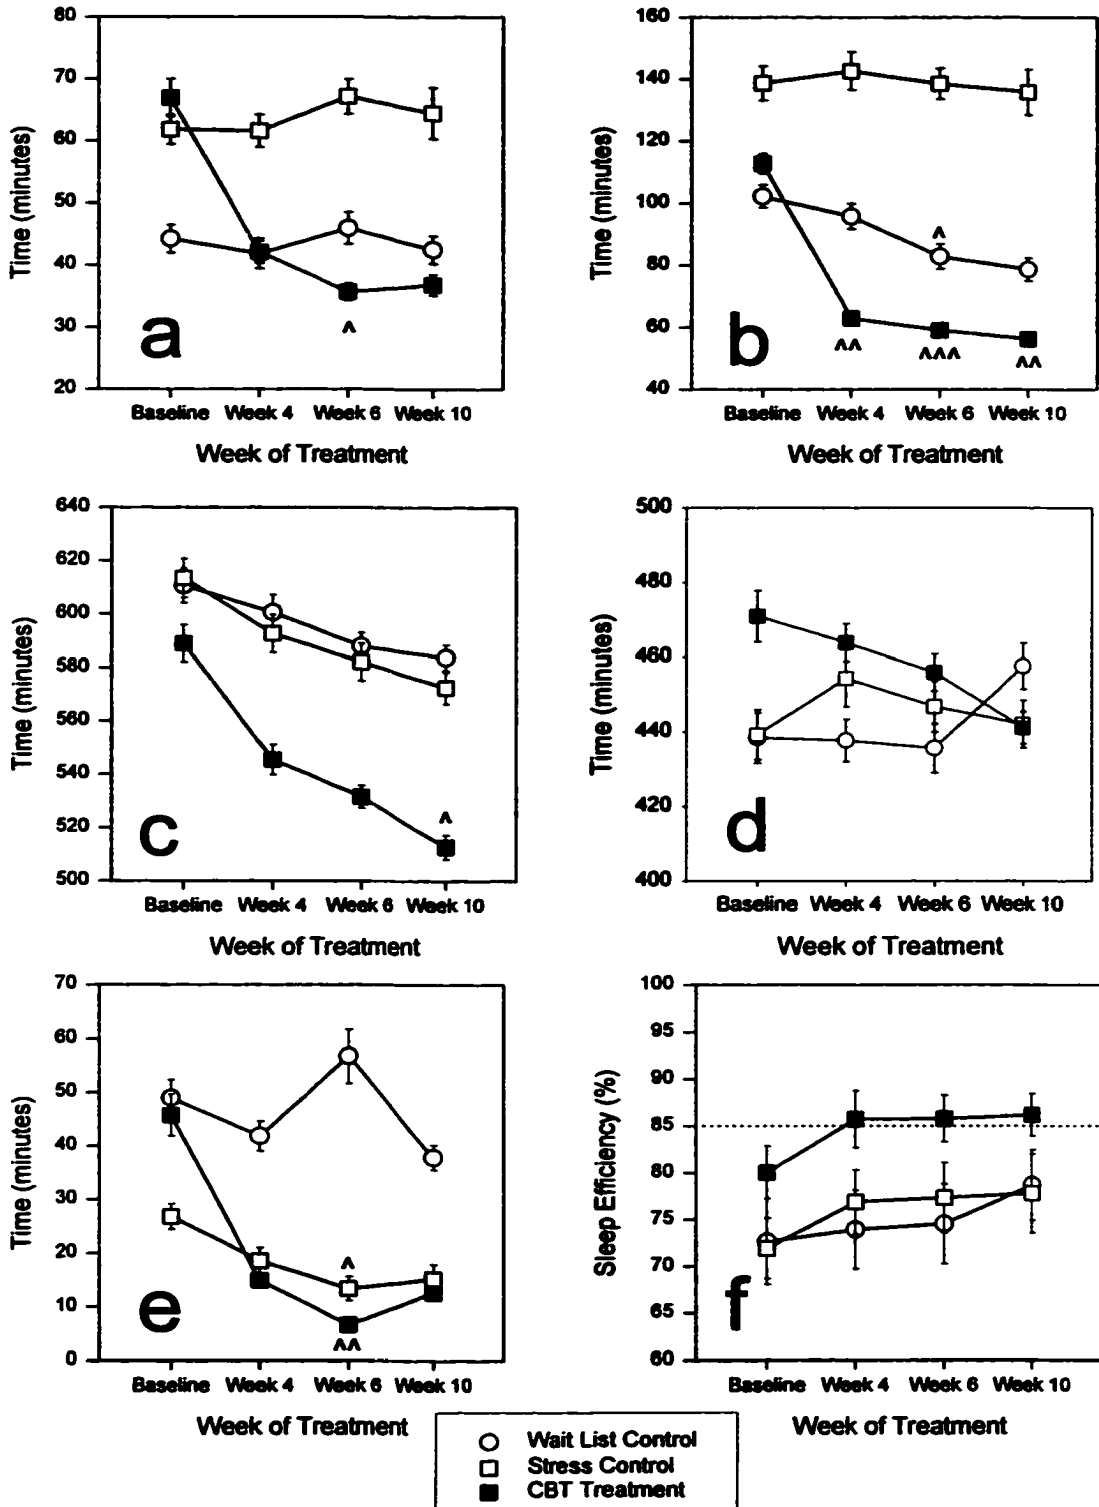 80
70
60
50
40
30
20
Time (minutes)
a
^
Baseline Week 4 Week 6 Week 10
Week of Treatment
160
140
120
100
80
60
40
Time (minutes)
b
^
^^ ^^^ ^^
Baseline Week 4 Week 6 Week 10
Week of Treatment
640
620
600
580
560
540
520
500
Time (minutes)
c
^
Baseline Week 4 Week 6 Week 10
Week of Treatment
500
480
460
440
420
400
Time (minutes)
d
Baseline Week 4 Week 6 Week 10
Week of Treatment
70
60
50
40
30
20
10
0
Time (minutes)
e
^
^^
Baseline Week 4 Week 6 Week 10
Week of Treatment
100
95
90
85
80
75
70
65
60
Sleep Efficiency (%)
f
Baseline Week 4 Week 6 Week 10
Week of Treatment
Wait List Control
Stress Control
CBT Treatment